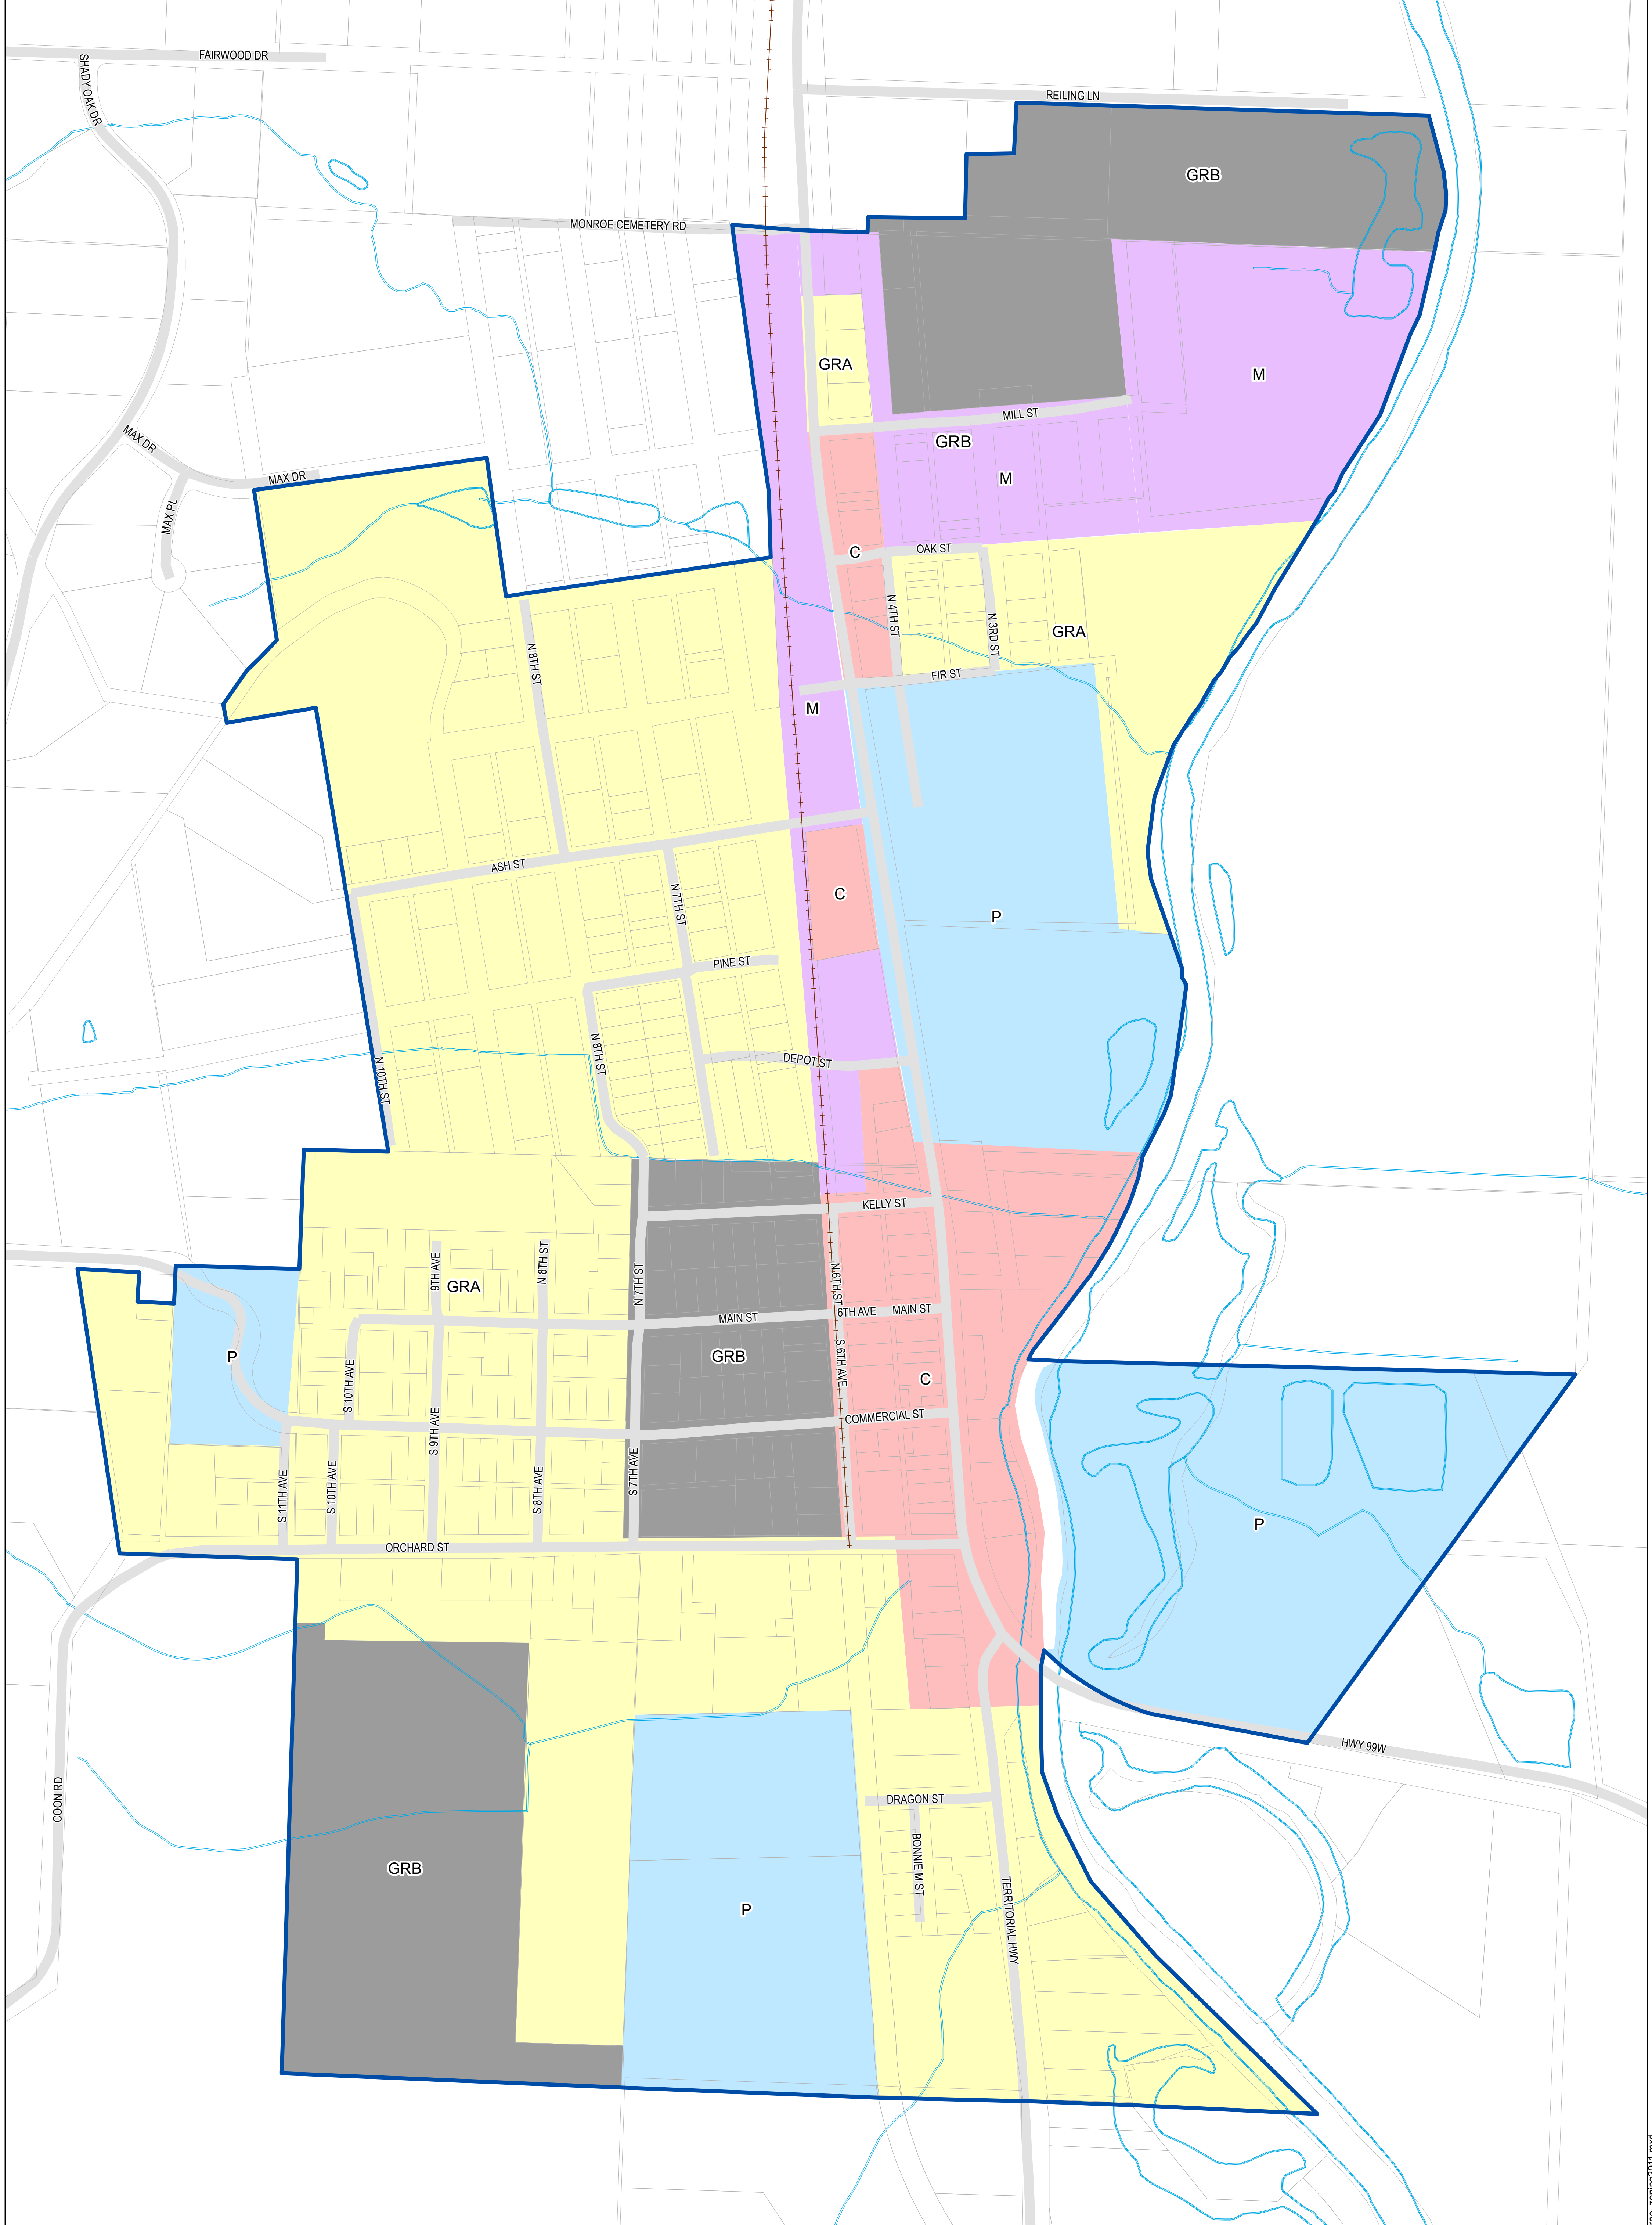 FAIRWOOD DR
SHADY OAK DR
REILING LN
GRB
MONROE CEMETERY RD
GRA
M
MILL ST
GRB
MAX DR
M
MAX DR
MAX PL
C
OAK ST
N 4TH ST
N 3RD ST
GRA
N 8TH ST
FIR ST
M
ASH ST
C
N 7TH ST
P
PINE ST
N 8TH ST
DEPOT ST
N 10TH ST
KELLY ST
9TH AVE
N 8TH ST
GRA
N 7TH ST
N 6TH ST
MAIN ST
6TH AVE
MAIN ST
P
GRB
S 6TH AVE
S 10TH AVE
C
COMMERCIAL ST
S 9TH AVE
S 11TH AVE
S 10TH AVE
S 8TH AVE
S 7TH AVE
P
ORCHARD ST
HWY 99W
COON RD
DRAGON ST
BONNIE M ST
GRB
P
TERRITORIAL HWY